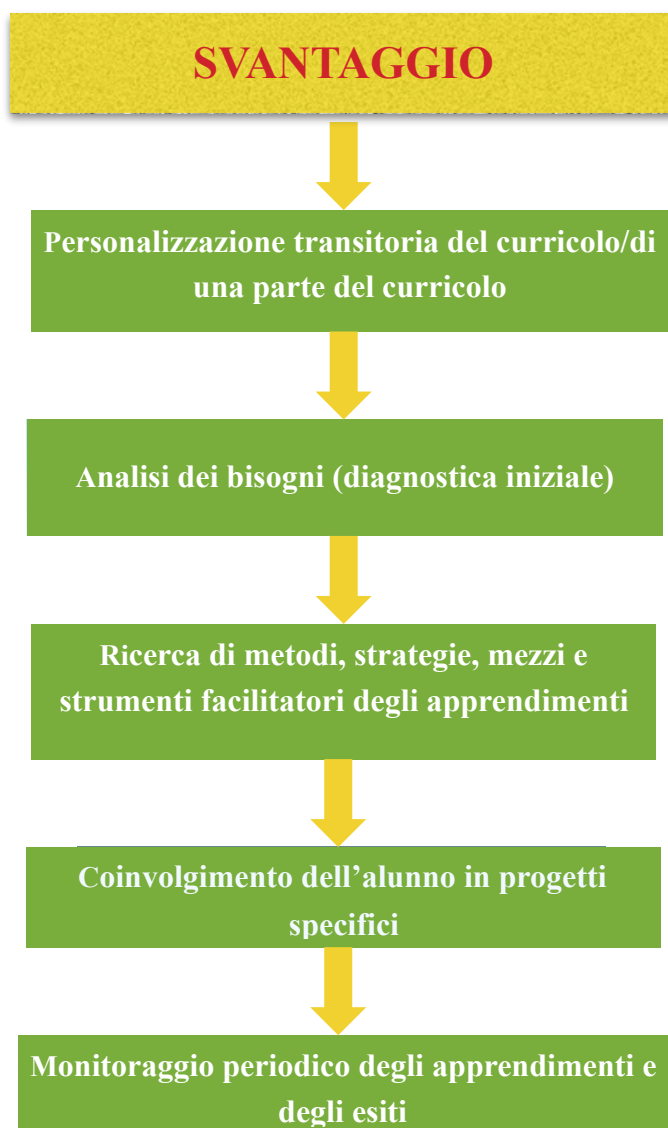 SVANTAGGIO
Personalizzazione transitoria del curricolo/di
una parte del curricolo
Analisi dei bisogni (diagnostica iniziale)
Ricerca di metodi, strategie, mezzi e
strumenti facilitatori degli apprendimenti
Coinvolgimento dell’alunno in progetti
specifici
Monitoraggio periodico degli apprendimenti e
degli esiti